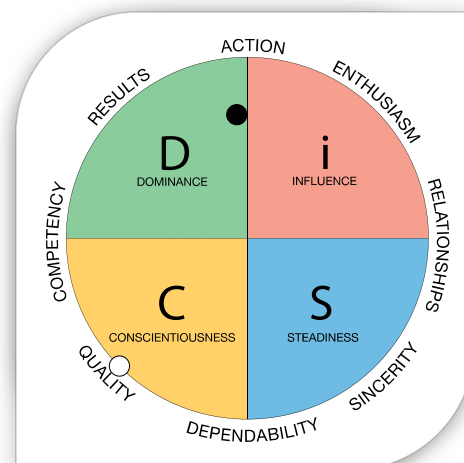 ACTION
RESULTS
ENTHUSIASM
D
DOMINANCE
i
INFLUENCE
COMPETENCY
RELATIONSHIPS
C
CONSCIENTIOUSNESS
S
STEADINESS
QUALITY
SINCERITY
DEPENDABILITY